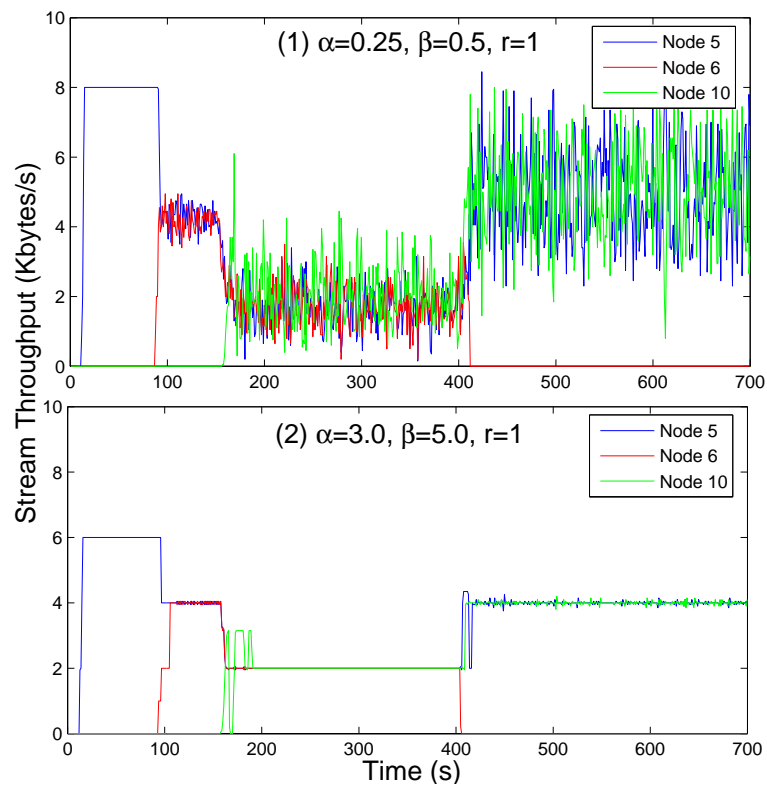 (1) α=0.25, β=0.5, r=1
Node 5
Node 6
Node 10
10
8
6
4
2
0
0 100 200 300 400 500 600 700
Stream Throughput (Kbytes/s)
(2) α=3.0, β=5.0, r=1
Node 5
Node 6
Node 10
10
8
6
4
2
0
0 100 200 300 400 500 600 700
Time (s)